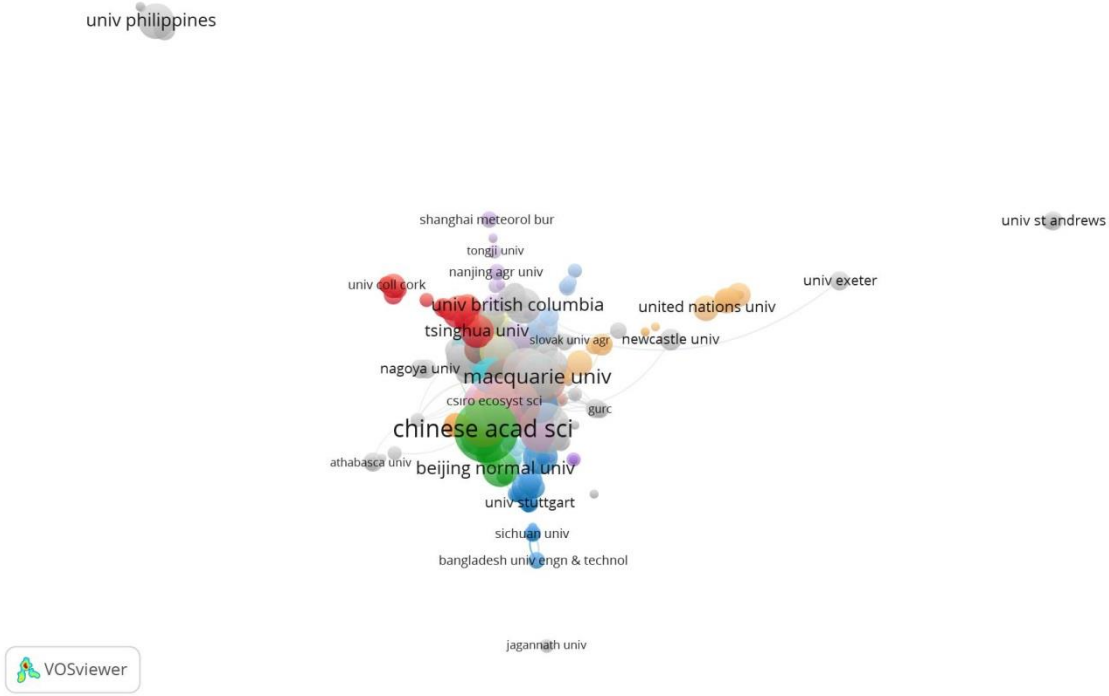 univ philippines
shanghai meteorol bur
univ st andrews
tongji univ
nanjing agr univ
univ coll cork
univ exeter
univ british columbia
united nations univ
tsinghua univ
slovak univ agr
newcastle univ
nagoya univ
macquarie univ
csiro ecosyst sci
gurc
chinese acad sci
athabasca univ
beijing normal univ
univ stuttgart
sichuan univ
bangladesh univ engn & technol
jagannath univ
VOSviewer